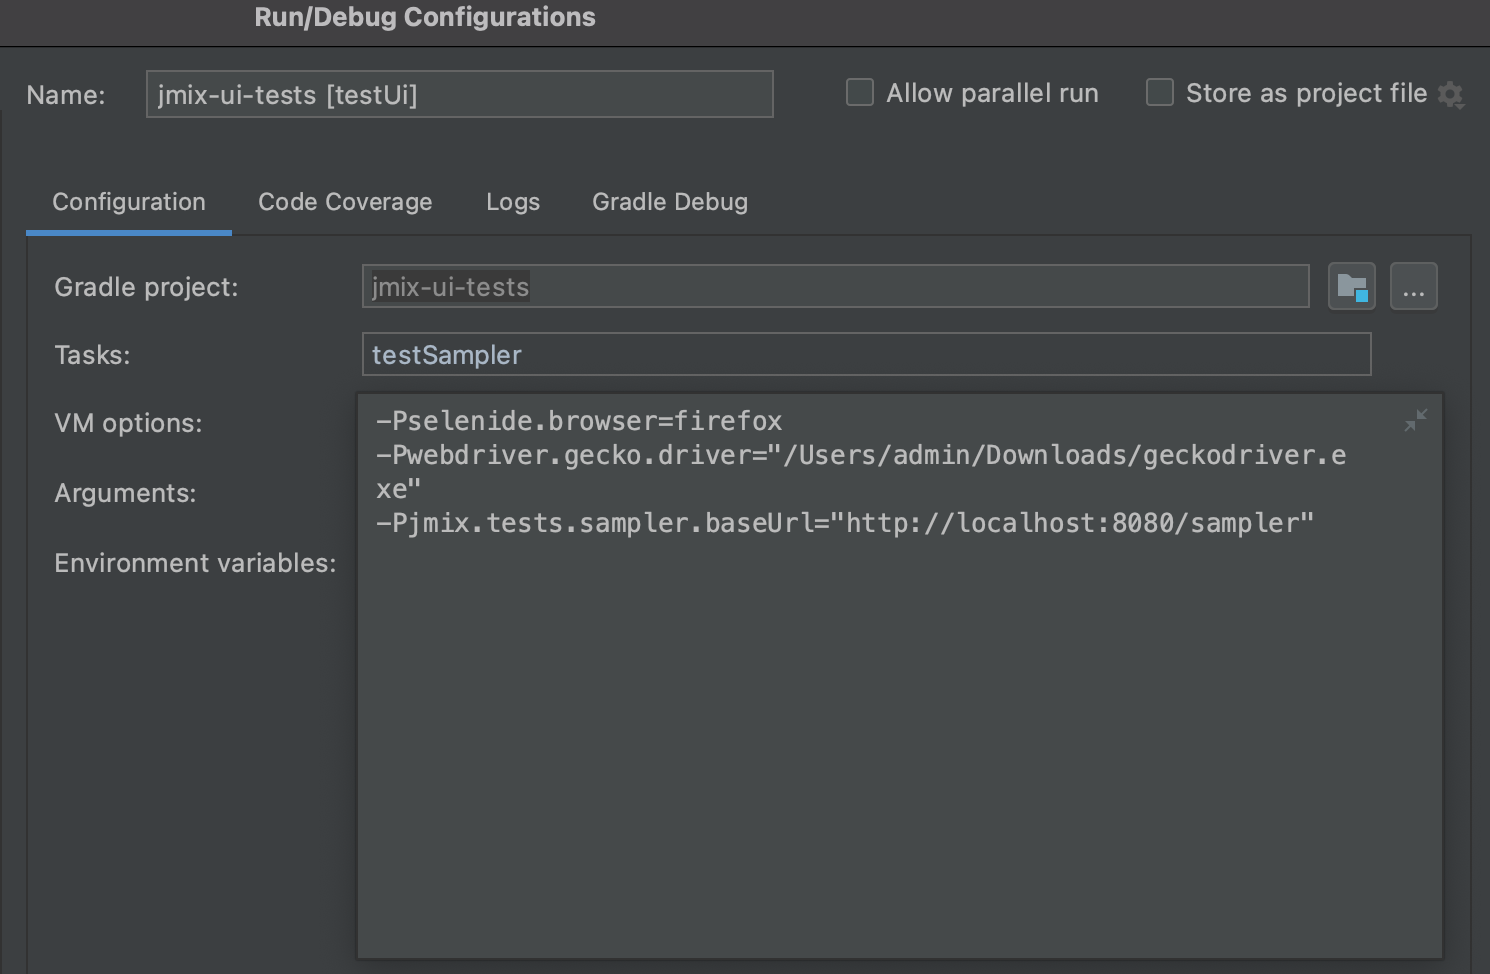 Run/Debug Configurations
Name: jmix-ui-tests [testUi] Allow parallel run Store as project file
Configuration Code Coverage Logs Gradle Debug
Gradle project: jmix-ui-tests ...
Tasks: testSampler
VM options: -Pselenide.browser=firefox
-Pwebdriver.gecko.driver="/Users/admin/Downloads/geckodriver.e
xe"
Arguments:
-Pjmix.tests.sampler.baseUrl="http://localhost:8080/sampler"
Environment variables: